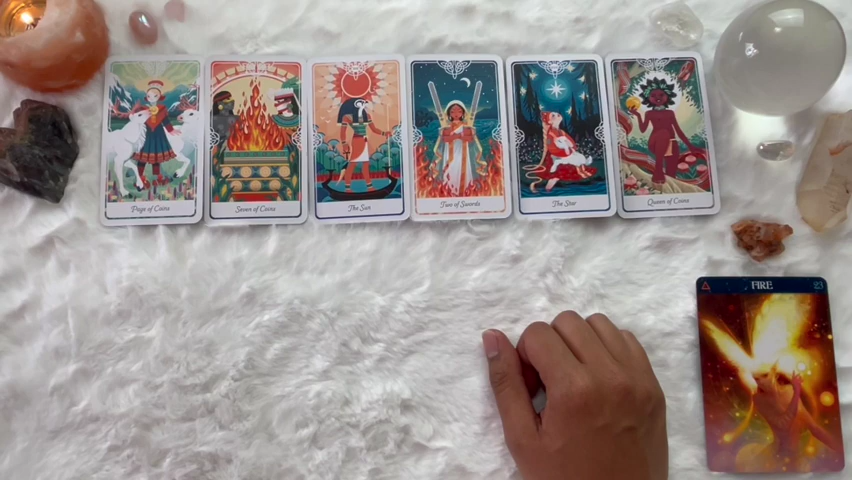 Page of Coins
Seven of Coins
The Sun
Two of Swords
The Star
Queen of Coins
FIRE
23